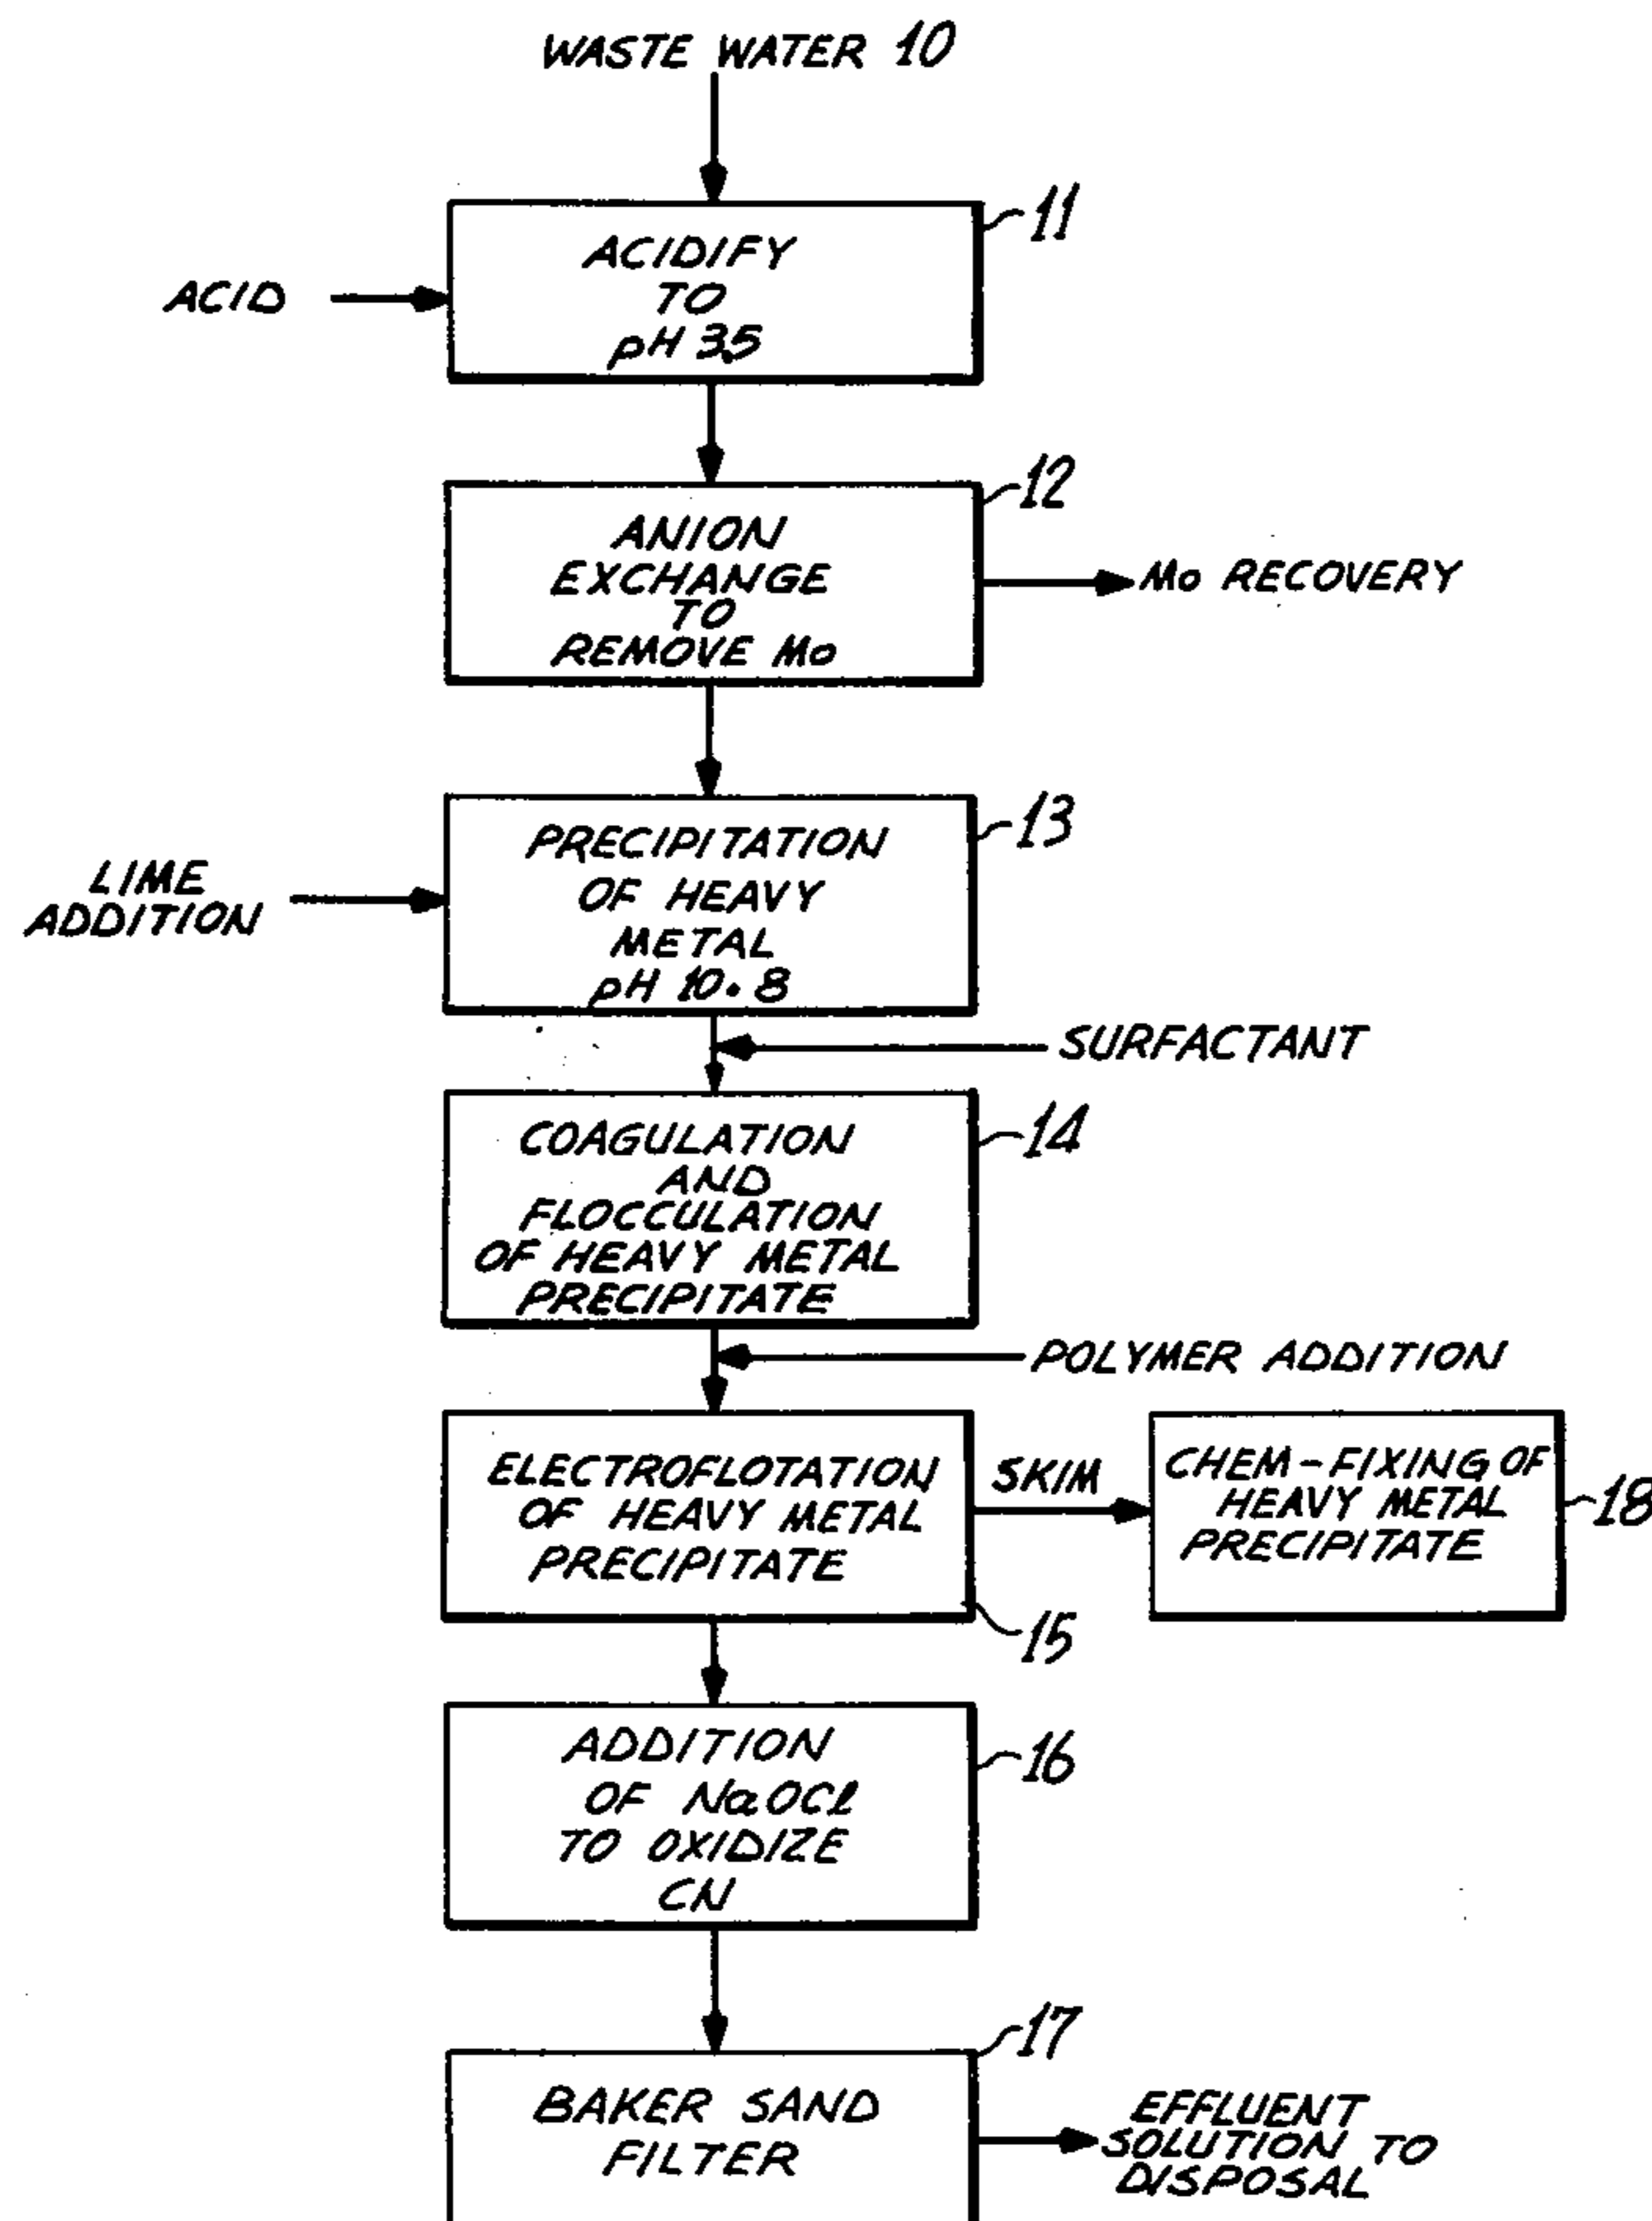 WASTE WATER 10
11
ACIDIFY
TO
pH 3.5
ACID
12
ANION
EXCHANGE
TO
REMOVE Mo
Mo RECOVERY
13
PRECIPITATION
OF HEAVY
METAL
pH 10.8
LIME
ADDITION
SURFACTANT
14
COAGULATION
AND
FLOCCULATION
OF HEAVY METAL
PRECIPITATE
POLYMER ADDITION
ELECTROFLOTATION
OF HEAVY METAL
PRECIPITATE
15
SKIM
CHEM-FIXING OF
HEAVY METAL
PRECIPITATE
18
16
ADDITION
OF NaOCl
TO OXIDIZE
CN
17
BAKER SAND
FILTER
EFFLUENT
SOLUTION TO
DISPOSAL